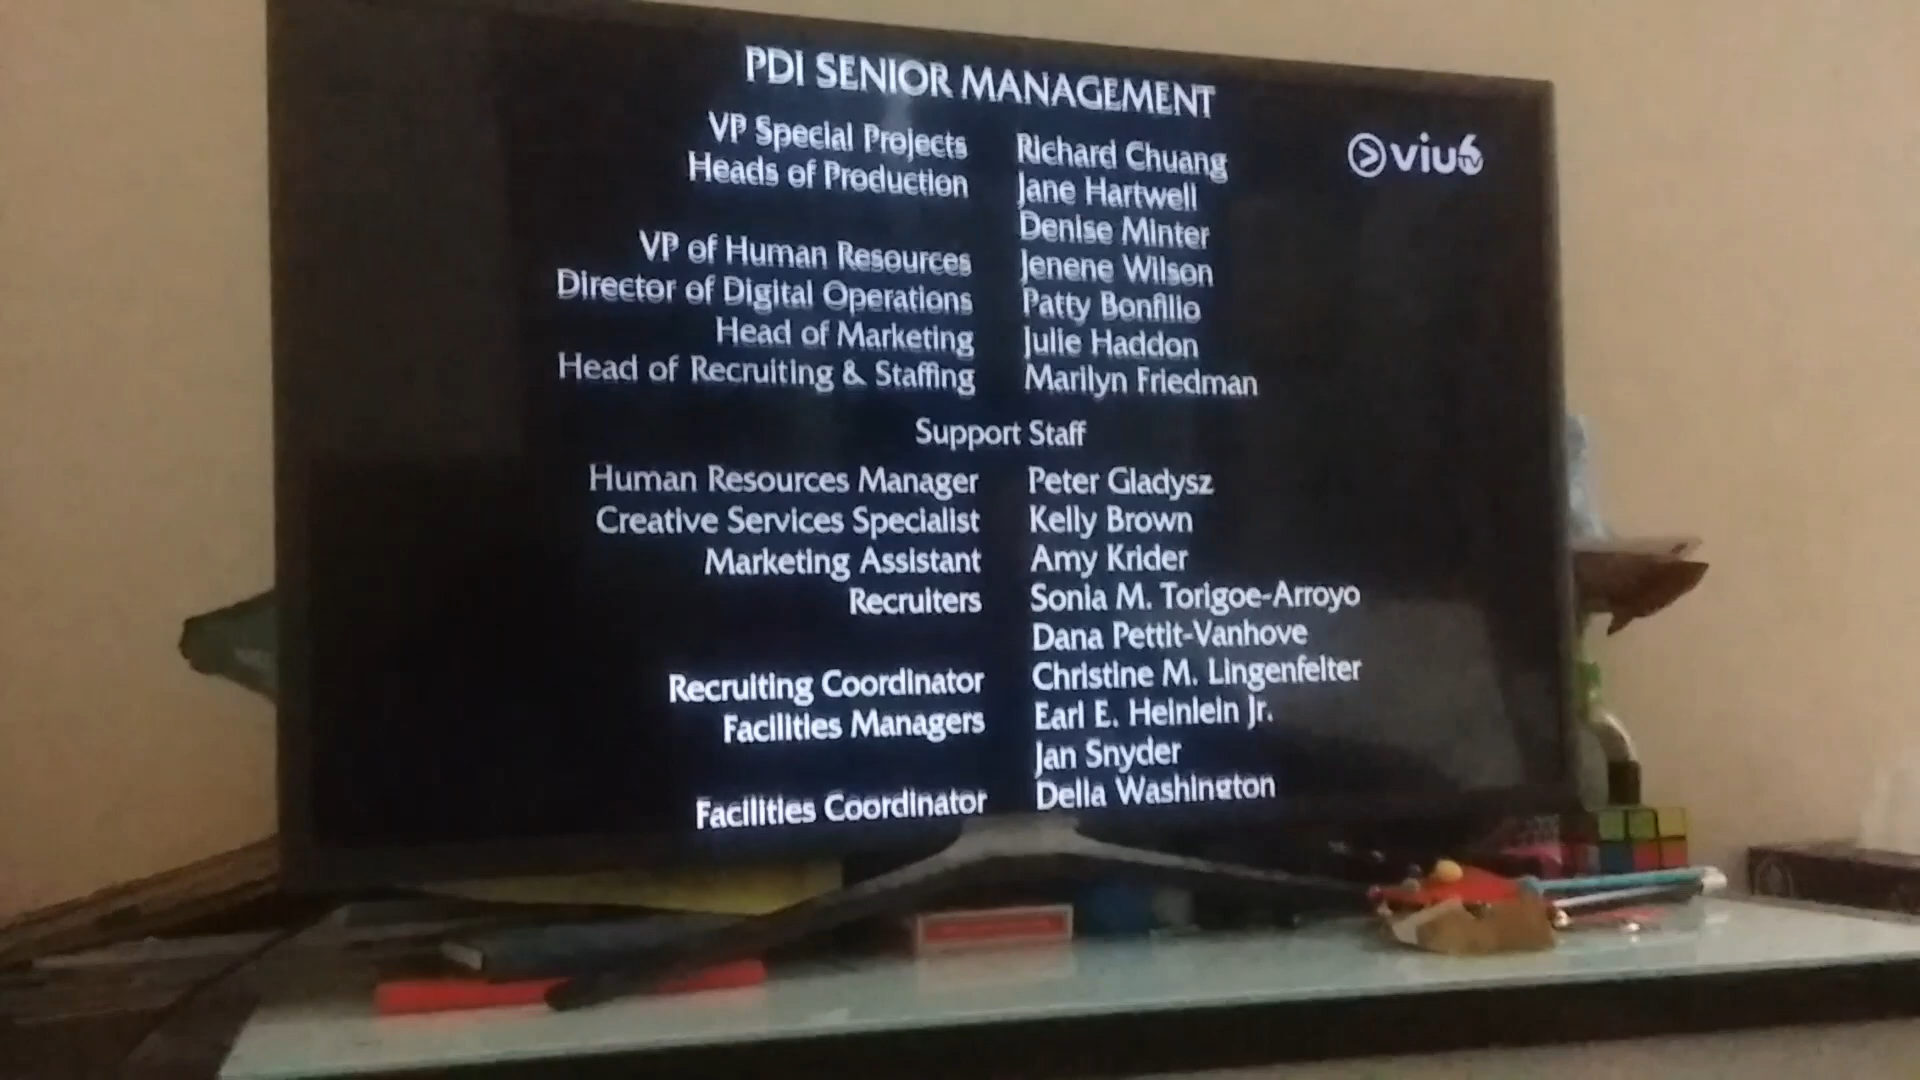 PDI SENIOR MANAGEMENT
viu6 TV
VP Special Projects Richard Chuang
Heads of Production Jane Hartwell
Denise Minter
VP of Human Resources Jenene Wilson
Director of Digital Operations Patty Bonfilio
Head of Marketing Julie Haddon
Head of Recruiting & Staffing Marilyn Friedman
Support Staff
Human Resources Manager Peter Gladysz
Creative Services Specialist Kelly Brown
Marketing Assistant Amy Krider
Recruiters Sonia M. Torigoe-Arroyo
Dana Pettit-Vanhove
Recruiting Coordinator Christine M. Lingenfelter
Facilities Managers Earl E. Heinlein Jr.
Jan Snyder
Facilities Coordinator Della Washington